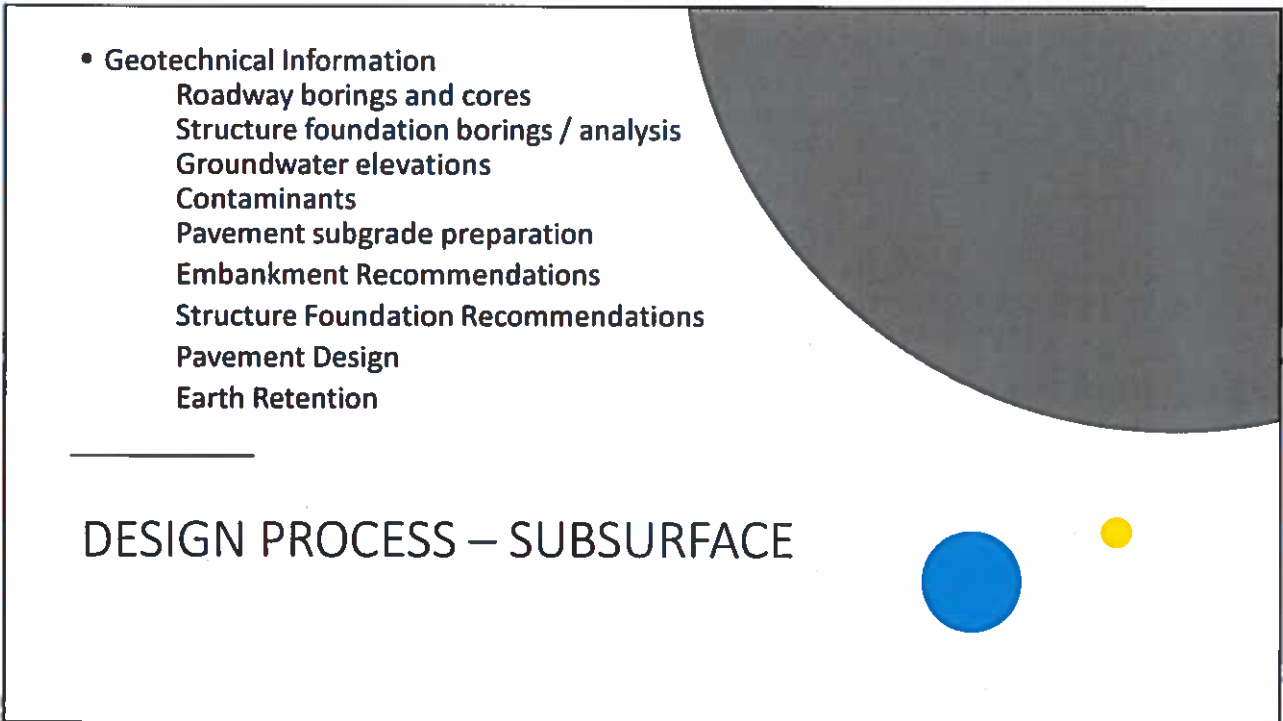 • Geotechnical Information
Roadway borings and cores
Structure foundation borings / analysis
Groundwater elevations
Contaminants
Pavement subgrade preparation
Embankment Recommendations
Structure Foundation Recommendations
Pavement Design
Earth Retention
DESIGN PROCESS – SUBSURFACE